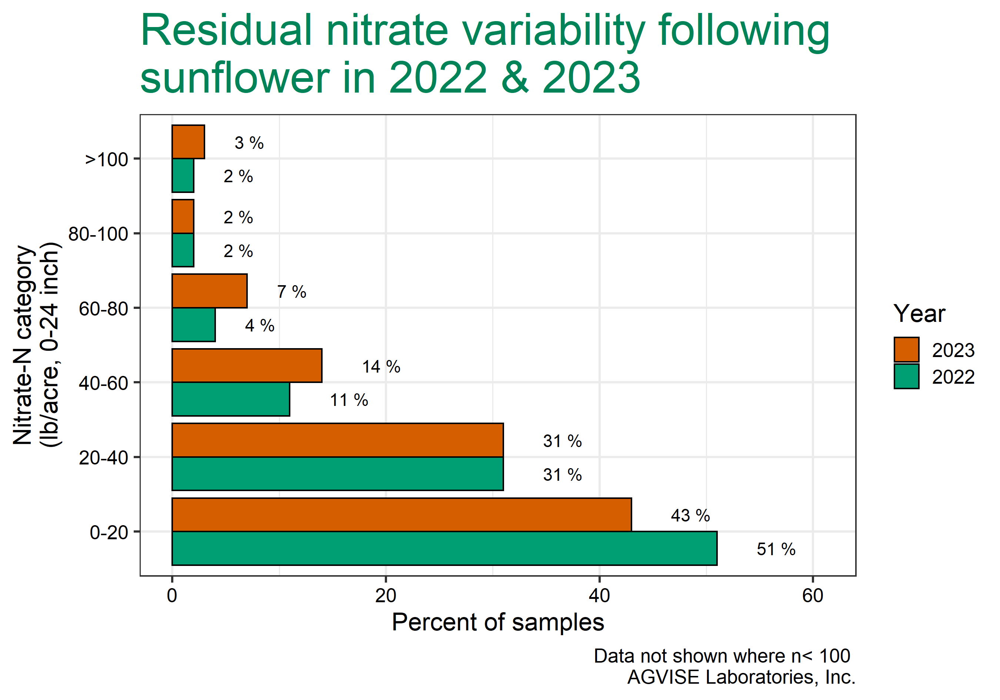 Residual nitrate variability following
sunflower in 2022 & 2023
Nitrate-N category
(lb/acre, 0-24 inch)
>100
3 %
2 %
80-100
2 %
2 %
60-80
7 %
4 %
40-60
14 %
11 %
20-40
31 %
31 %
0-20
43 %
51 %
0 20 40 60
Percent of samples
Year
2023
2022
Data not shown where n< 100
AGVISE Laboratories, Inc.